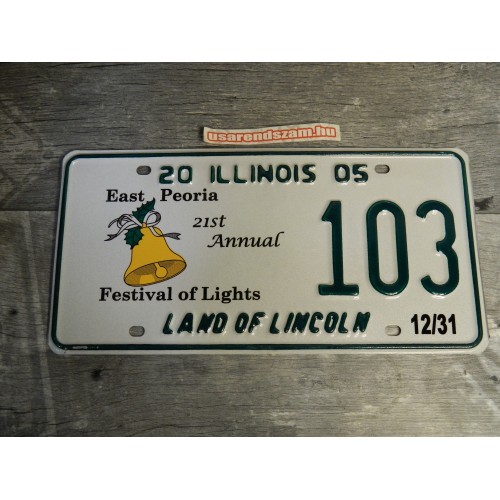 usarendszam.hu
20 ILLINOIS 05
East Peoria
21st
Annual
103
Festival of Lights
LAND OF LINCOLN
12/31